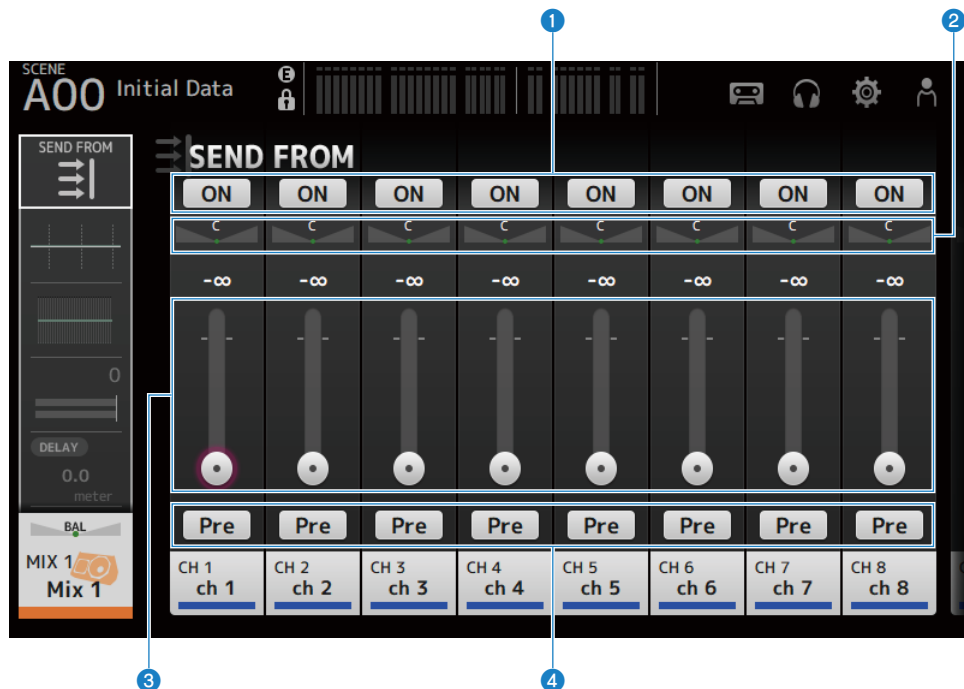 1
2
SCENE
A00 Initial Data
E
SEND FROM
SEND FROM
ON ON ON ON ON ON ON ON
C C C C C C C C
-∞ -∞ -∞ -∞ -∞ -∞ -∞ -∞
0
DELAY
0.0
meter
Pre Pre Pre Pre Pre Pre Pre Pre
BAL
MIX 1
Mix 1
CH 1 CH 2 CH 3 CH 4 CH 5 CH 6 CH 7 CH 8
ch 1 ch 2 ch 3 ch 4 ch 5 ch 6 ch 7 ch 8
3
4